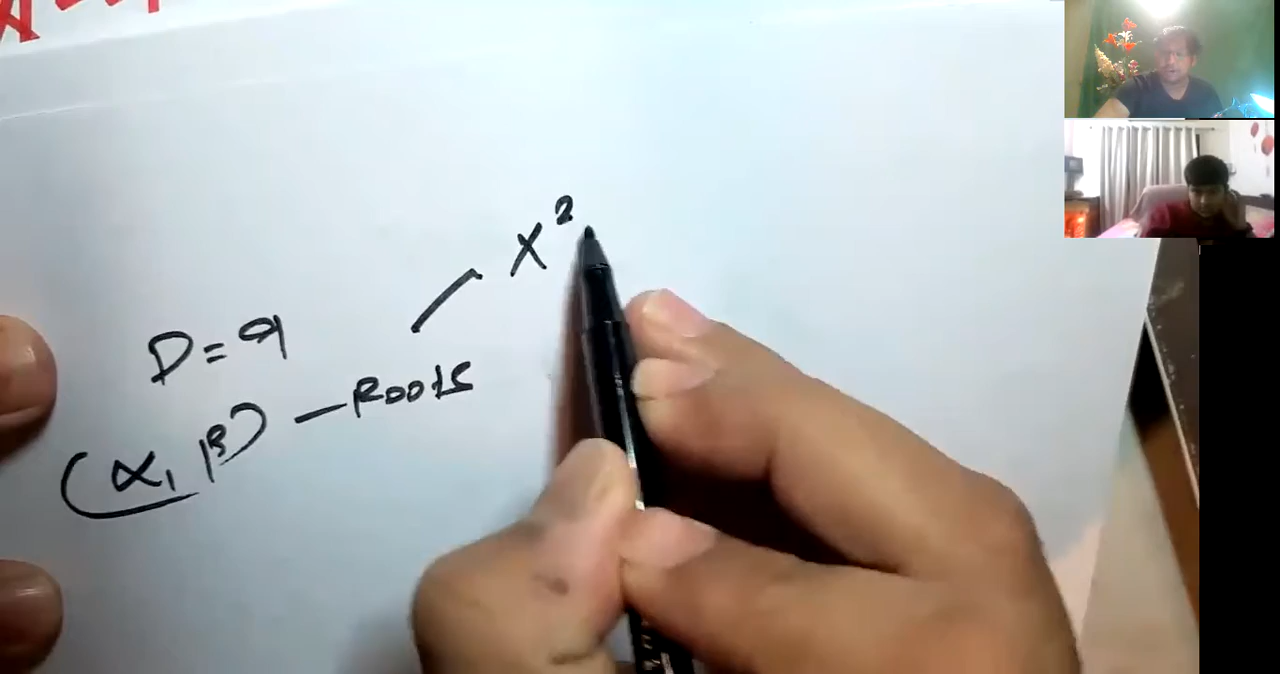 x²
D = 9
(α, β) — Roots